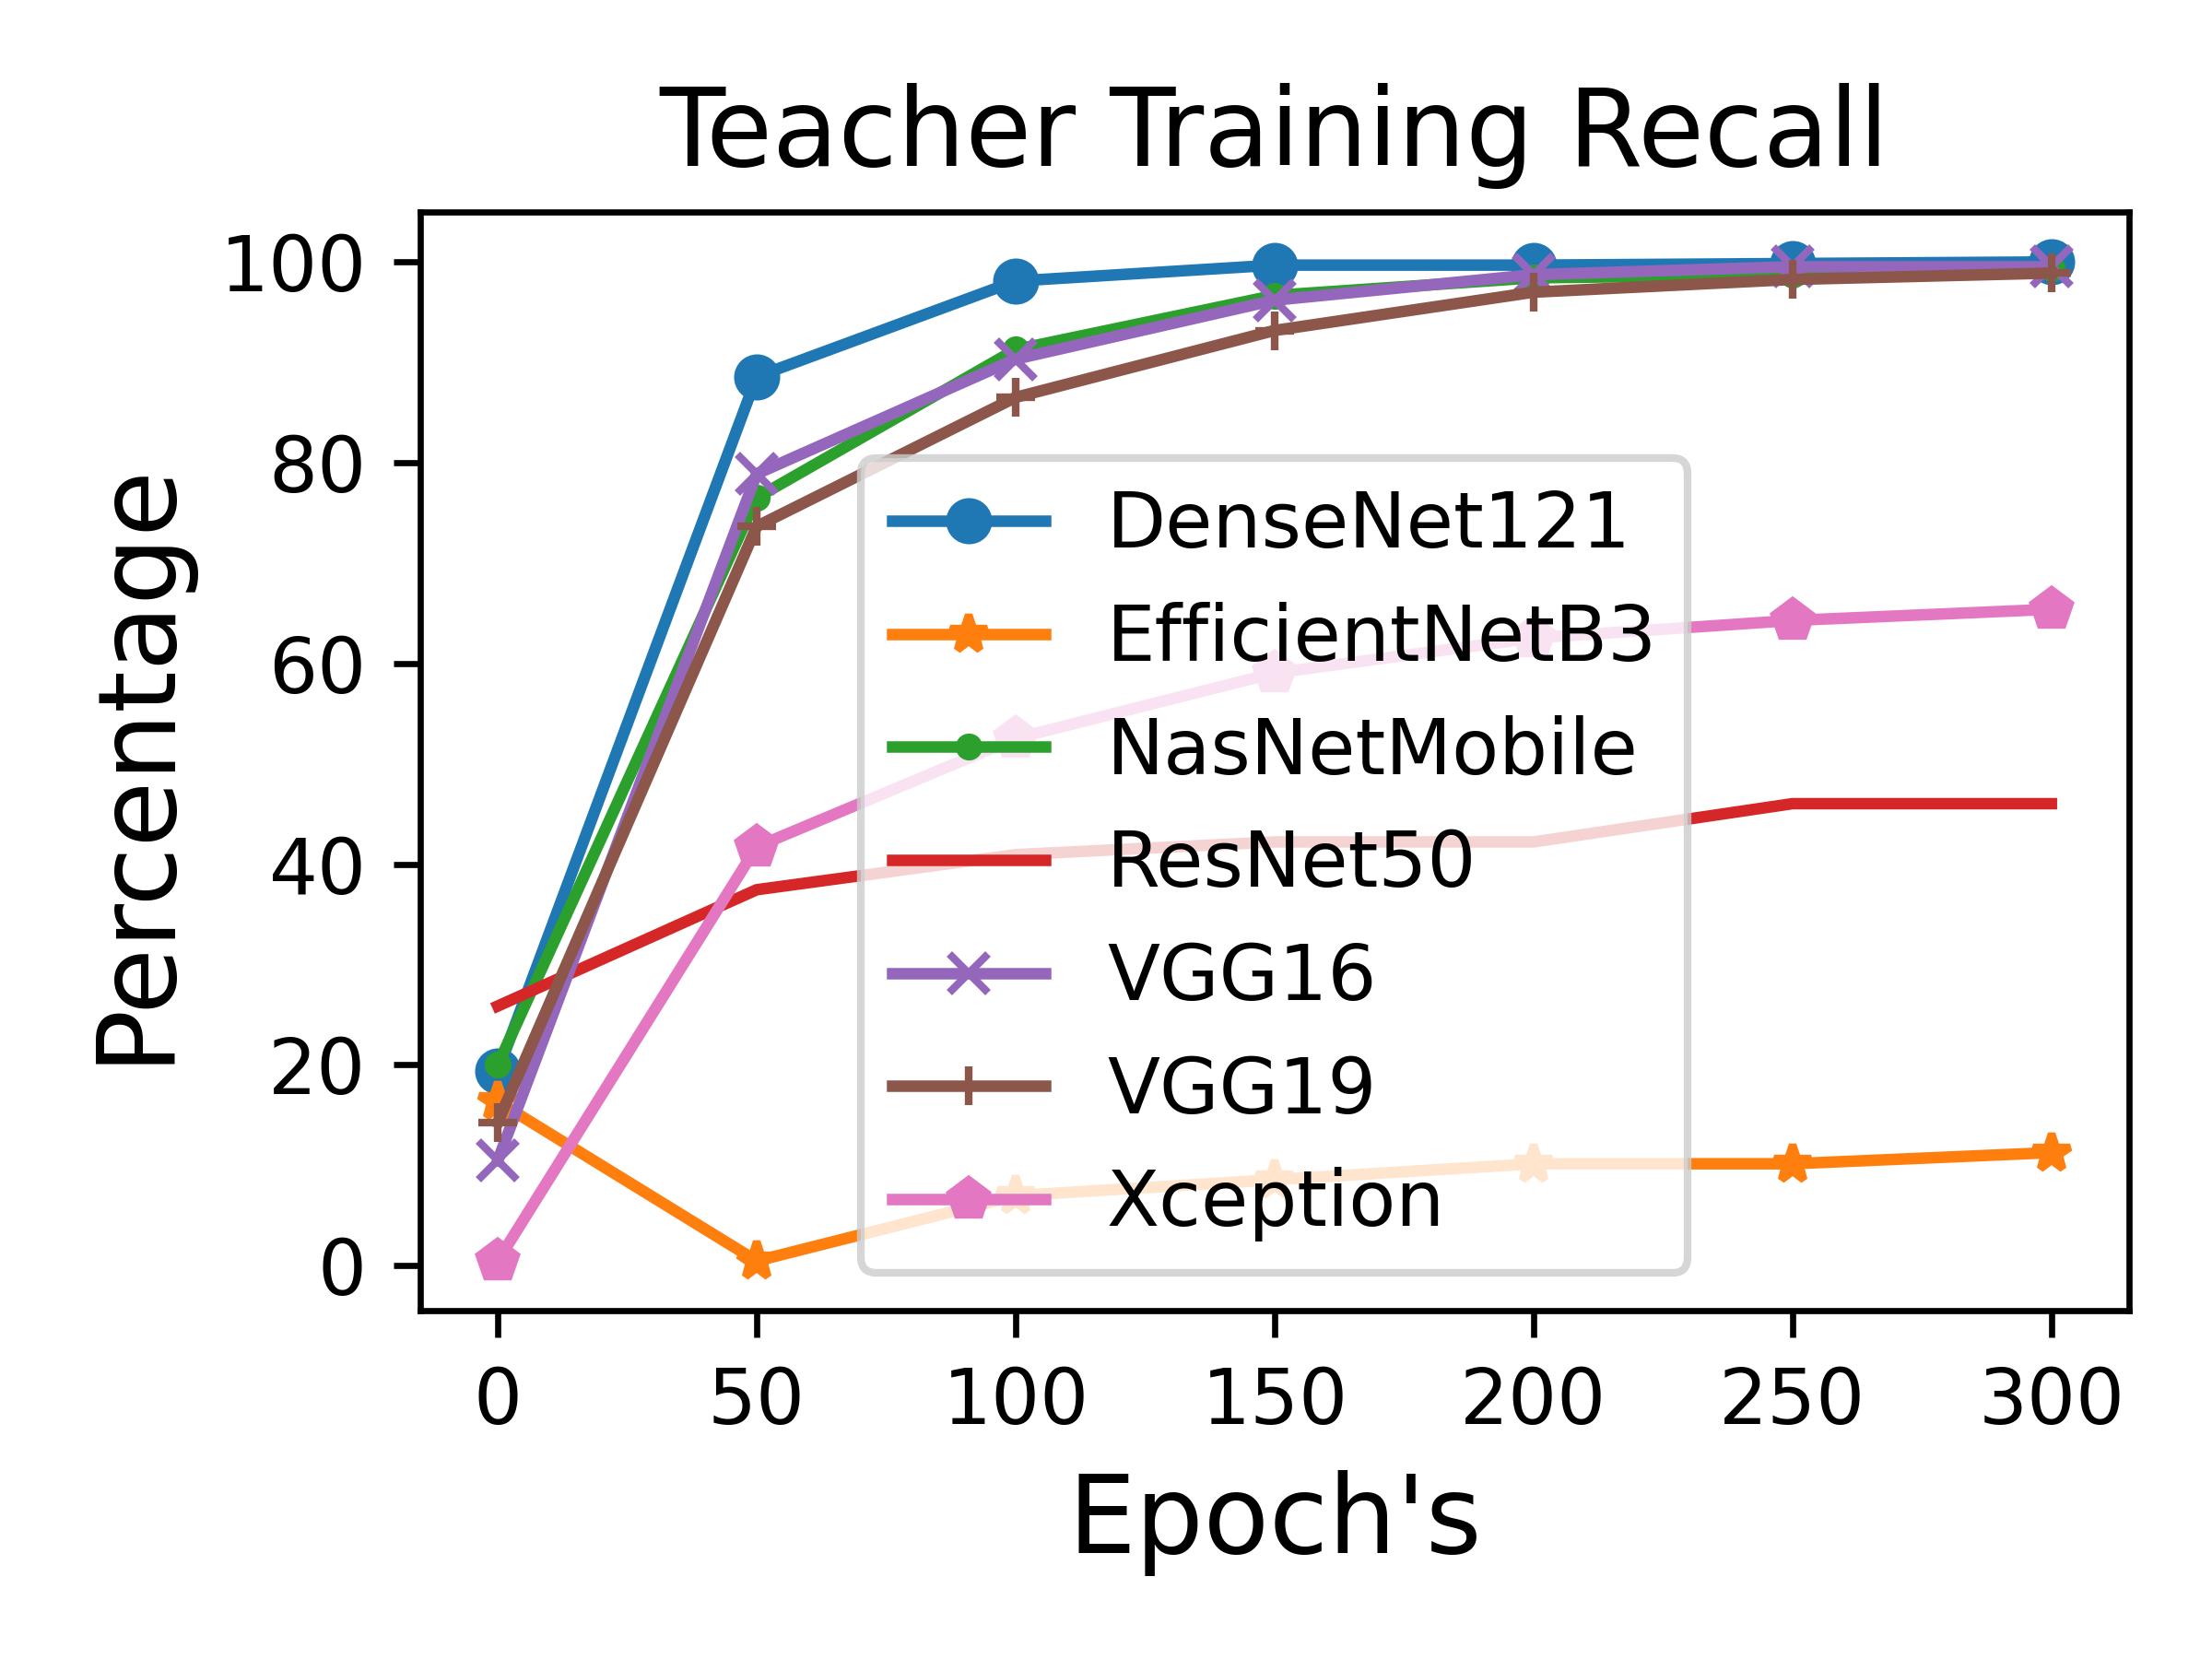 Teacher Training Recall
Percentage
100
80
60
40
20
0
DenseNet121
EfficientNetB3
NasNetMobile
ResNet50
VGG16
VGG19
Xception
0 50 100 150 200 250 300
Epoch's